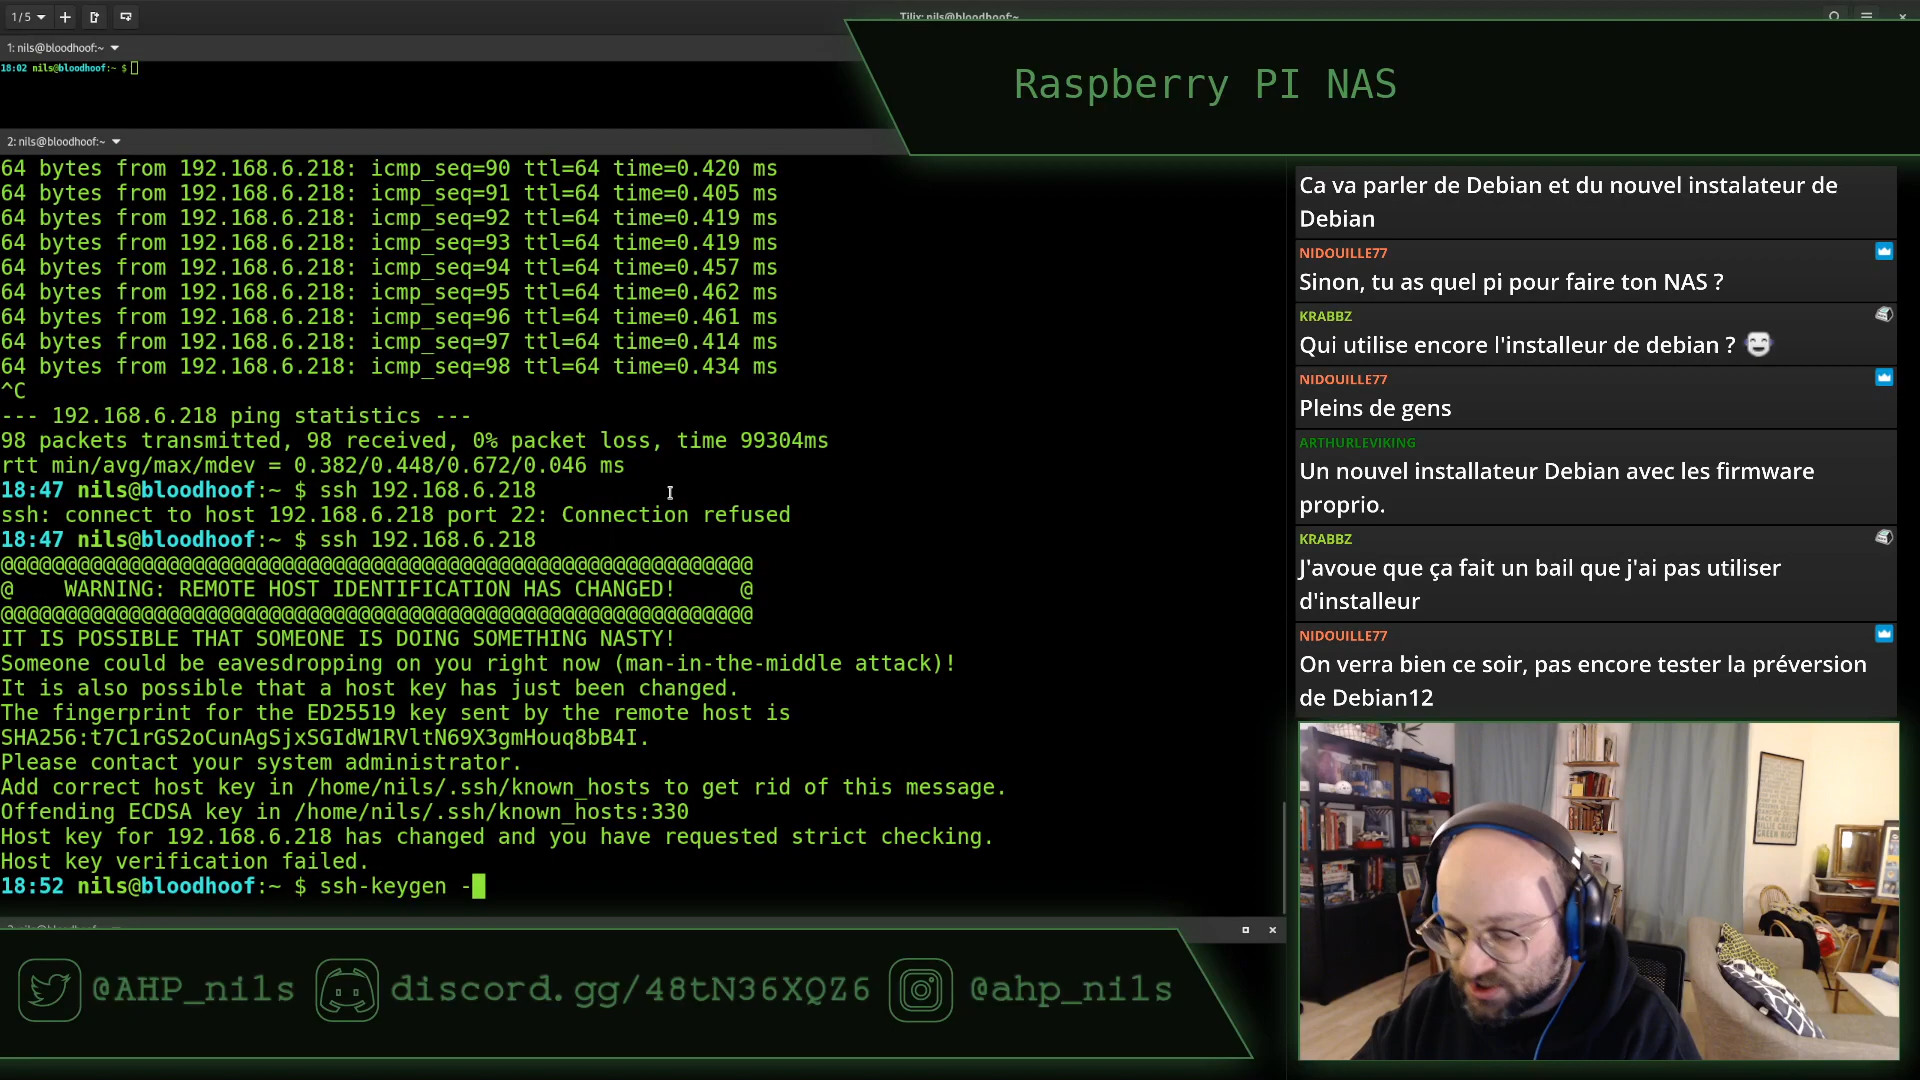 1/5
Tilix: nils@bloodhoof:~
1: nils@bloodhoof:~
18:02 nils@bloodhoof:~ $
Raspberry PI NAS
2: nils@bloodhoof:~
64 bytes from 192.168.6.218: icmp_seq=90 ttl=64 time=0.420 ms
64 bytes from 192.168.6.218: icmp_seq=91 ttl=64 time=0.405 ms
64 bytes from 192.168.6.218: icmp_seq=92 ttl=64 time=0.419 ms
64 bytes from 192.168.6.218: icmp_seq=93 ttl=64 time=0.419 ms
64 bytes from 192.168.6.218: icmp_seq=94 ttl=64 time=0.457 ms
64 bytes from 192.168.6.218: icmp_seq=95 ttl=64 time=0.462 ms
64 bytes from 192.168.6.218: icmp_seq=96 ttl=64 time=0.461 ms
64 bytes from 192.168.6.218: icmp_seq=97 ttl=64 time=0.414 ms
64 bytes from 192.168.6.218: icmp_seq=98 ttl=64 time=0.434 ms
^C
--- 192.168.6.218 ping statistics ---
98 packets transmitted, 98 received, 0% packet loss, time 99304ms
rtt min/avg/max/mdev = 0.382/0.448/0.672/0.046 ms
18:47 nils@bloodhoof:~ $ ssh 192.168.6.218
ssh: connect to host 192.168.6.218 port 22: Connection refused
18:47 nils@bloodhoof:~ $ ssh 192.168.6.218
@@@@@@@@@@@@@@@@@@@@@@@@@@@@@@@@@@@@@@@@@@@@@@@@@@@@@@@@@@@
@    WARNING: REMOTE HOST IDENTIFICATION HAS CHANGED!     @
@@@@@@@@@@@@@@@@@@@@@@@@@@@@@@@@@@@@@@@@@@@@@@@@@@@@@@@@@@@
IT IS POSSIBLE THAT SOMEONE IS DOING SOMETHING NASTY!
Someone could be eavesdropping on you right now (man-in-the-middle attack)!
It is also possible that a host key has just been changed.
The fingerprint for the ED25519 key sent by the remote host is
SHA256:t7C1rGS2oCunAgSjxSGIdW1RVltN69X3gmHouq8bB4I.
Please contact your system administrator.
Add correct host key in /home/nils/.ssh/known_hosts to get rid of this message.
Offending ECDSA key in /home/nils/.ssh/known_hosts:330
Host key for 192.168.6.218 has changed and you have requested strict checking.
Host key verification failed.
18:52 nils@bloodhoof:~ $ ssh-keygen -
Ca va parler de Debian et du nouvel instalateur de
Debian
NIDOUILLE77
Sinon, tu as quel pi pour faire ton NAS ?
KRABBZ
Qui utilise encore l'installeur de debian ?
NIDOUILLE77
Pleins de gens
ARTHURLEVIKING
Un nouvel installateur Debian avec les firmware
proprio.
KRABBZ
J'avoue que ça fait un bail que j'ai pas utiliser
d'installeur
NIDOUILLE77
On verra bien ce soir, pas encore tester la préversion
de Debian12
@AHP_nils
discord.gg/48tN36XQZ6
@ahp_nils